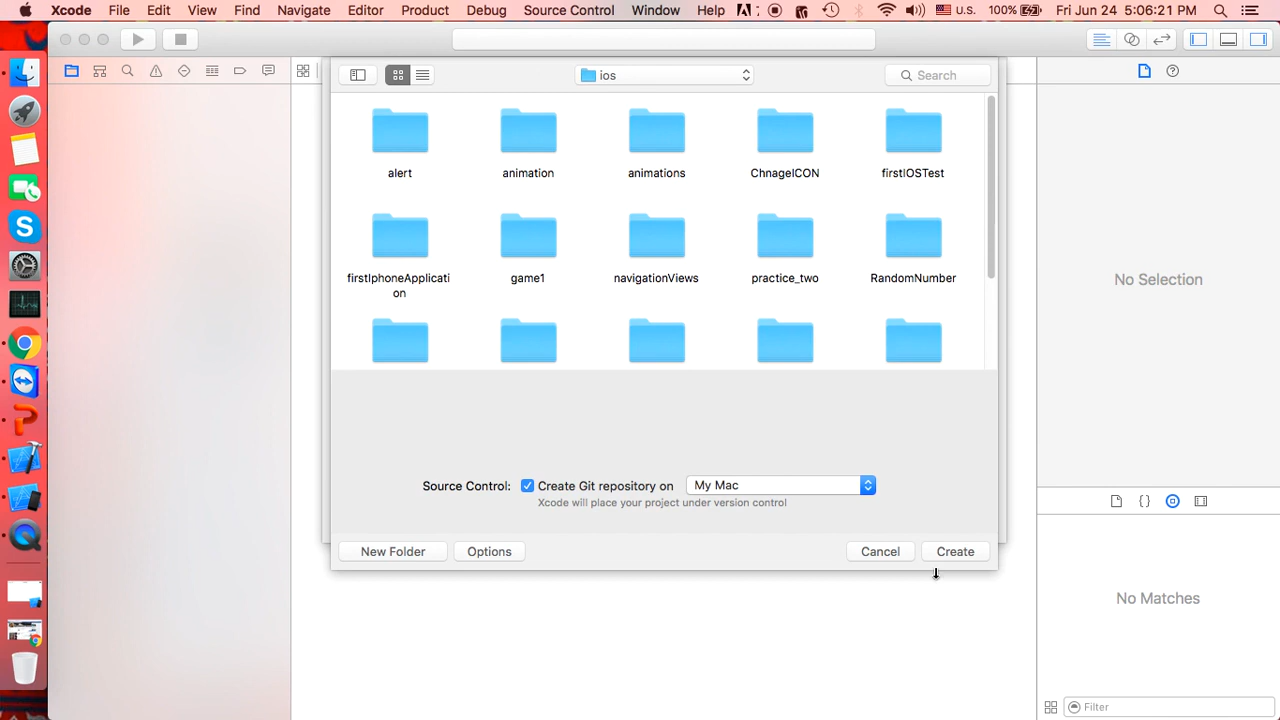 Xcode File Edit View Find Navigate Editor Product Debug Source Control Window Help U.S. 100% Fri Jun 24 5:06:21 PM
ios Search
alert animation animations ChnageICON firstIOSTest
firstIphoneApplicati game1 navigationViews practice_two RandomNumber
on
No Selection
Source Control: Create Git repository on My Mac
Xcode will place your project under version control
New Folder Options Cancel Create
No Matches
Filter